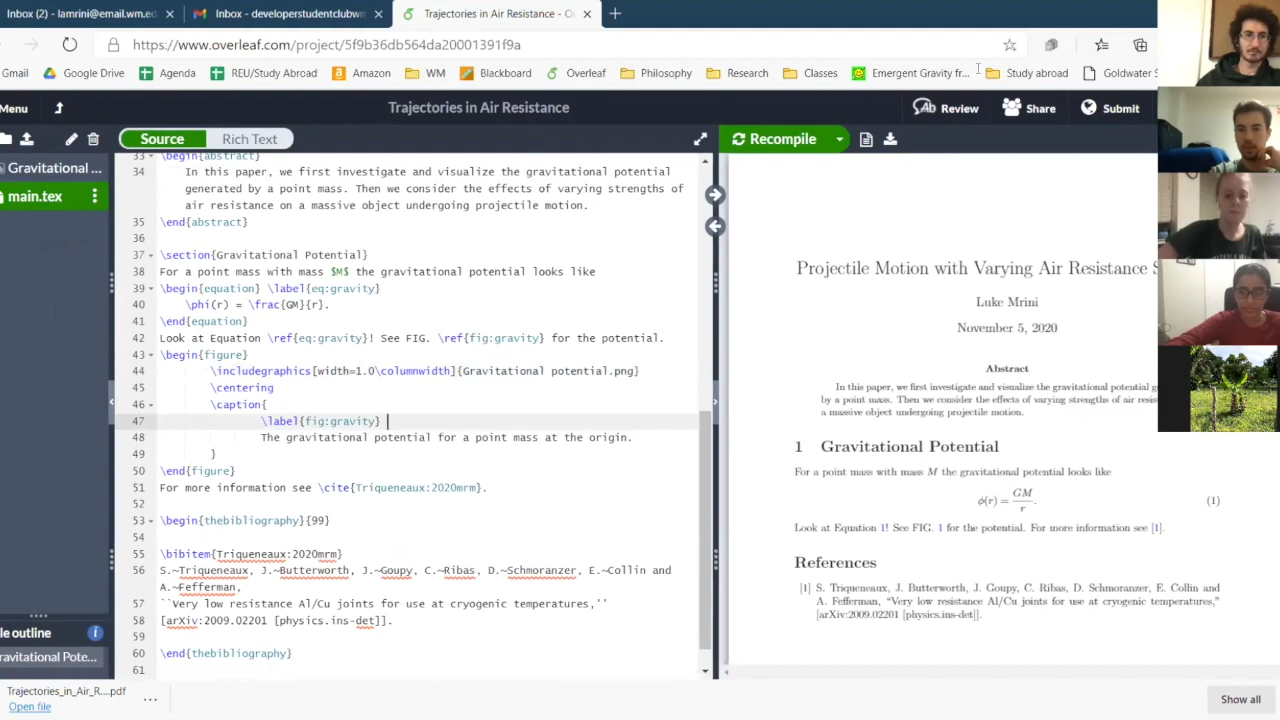 Inbox (2) - lamrini@email.wm.ed
Inbox - developerstudentclubwm
Trajectories in Air Resistance - O
https://www.overleaf.com/project/5f9b36db564da20001391f9a
Gmail
Google Drive
Agenda
REU/Study Abroad
Amazon
WM
Blackboard
Overleaf
Philosophy
Research
Classes
Emergent Gravity fr...
Study abroad
Goldwater S
Menu
Trajectories in Air Resistance
Review
Share
Submit
Source
Rich Text
Recompile
Gravitational ...
main.tex
33 \begin{abstract}
34 In this paper, we first investigate and visualize the gravitational potential
generated by a point mass. Then we consider the effects of varying strengths of
air resistance on a massive object undergoing projectile motion.
35 \end{abstract}
36
37 \section{Gravitational Potential}
38 For a point mass with mass $M$ the gravitational potential looks like
39 \begin{equation} \label{eq:gravity}
40 \phi(r) = \frac{GM}{r}.
41 \end{equation}
42 Look at Equation \ref{eq:gravity}! See FIG. \ref{fig:gravity} for the potential.
43 \begin{figure}
44 \includegraphics[width=1.0\columnwidth]{Gravitational potential.png}
45 \centering
46 \caption{
47 \label{fig:gravity}
48 The gravitational potential for a point mass at the origin.
49 }
50 \end{figure}
51 For more information see \cite{Triqueneaux:2020mrm}.
52
53 \begin{thebibliography}{99}
54
55 \bibitem{Triqueneaux:2020mrm}
56 S.~Triqueneaux, J.~Butterworth, J.~Goupy, C.~Ribas, D.~Schmoranzer, E.~Collin and
A.~Fefferman,
57 ``Very low resistance Al/Cu joints for use at cryogenic temperatures,''
58 [arXiv:2009.02201 [physics.ins-det]].
59
60 \end{thebibliography}
61
le outline
ravitational Pote...
Projectile Motion with Varying Air Resistance S
Luke Mrini
November 5, 2020
Abstract
In this paper, we first investigate and visualize the gravitational potential ge
by a point mass. Then we consider the effects of varying strengths of air resis
a massive object undergoing projectile motion.
1 Gravitational Potential
For a point mass with mass M the gravitational potential looks like
ϕ(r) = GM/r. (1)
Look at Equation 1! See FIG. 1 for the potential. For more information see [1].
References
[1] S. Triqueneaux, J. Butterworth, J. Goupy, C. Ribas, D. Schmoranzer, E. Collin and
A. Fefferman, “Very low resistance Al/Cu joints for use at cryogenic temperatures,”
[arXiv:2009.02201 [physics.ins-det]].
Trajectories_in_Air_R....pdf
Open file
Show all